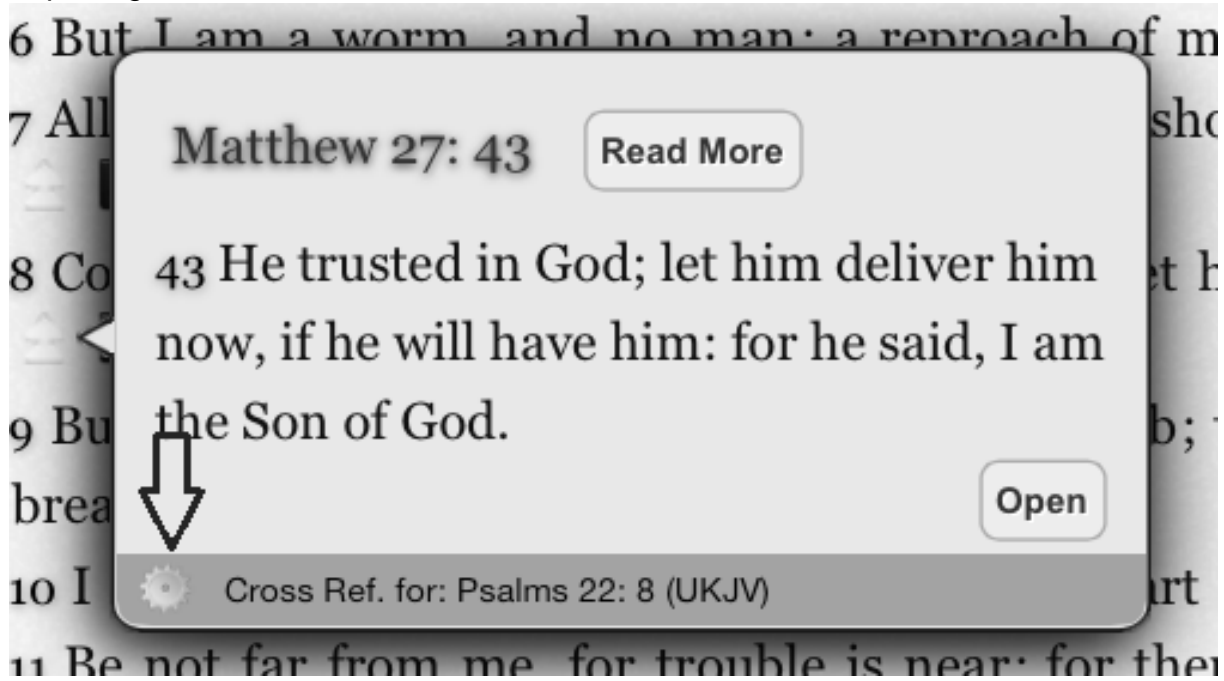 6 But I am a worm, and no man; a reproach of m
7 All
sho
Matthew 27: 43
Read More
8 Co
et h
43 He trusted in God; let him deliver him
now, if he will have him: for he said, I am
the Son of God.
9 Bu
b;
brea
Open
10 I
art
Cross Ref. for: Psalms 22: 8 (UKJV)
11 Be not far from me, for trouble is near; for ther